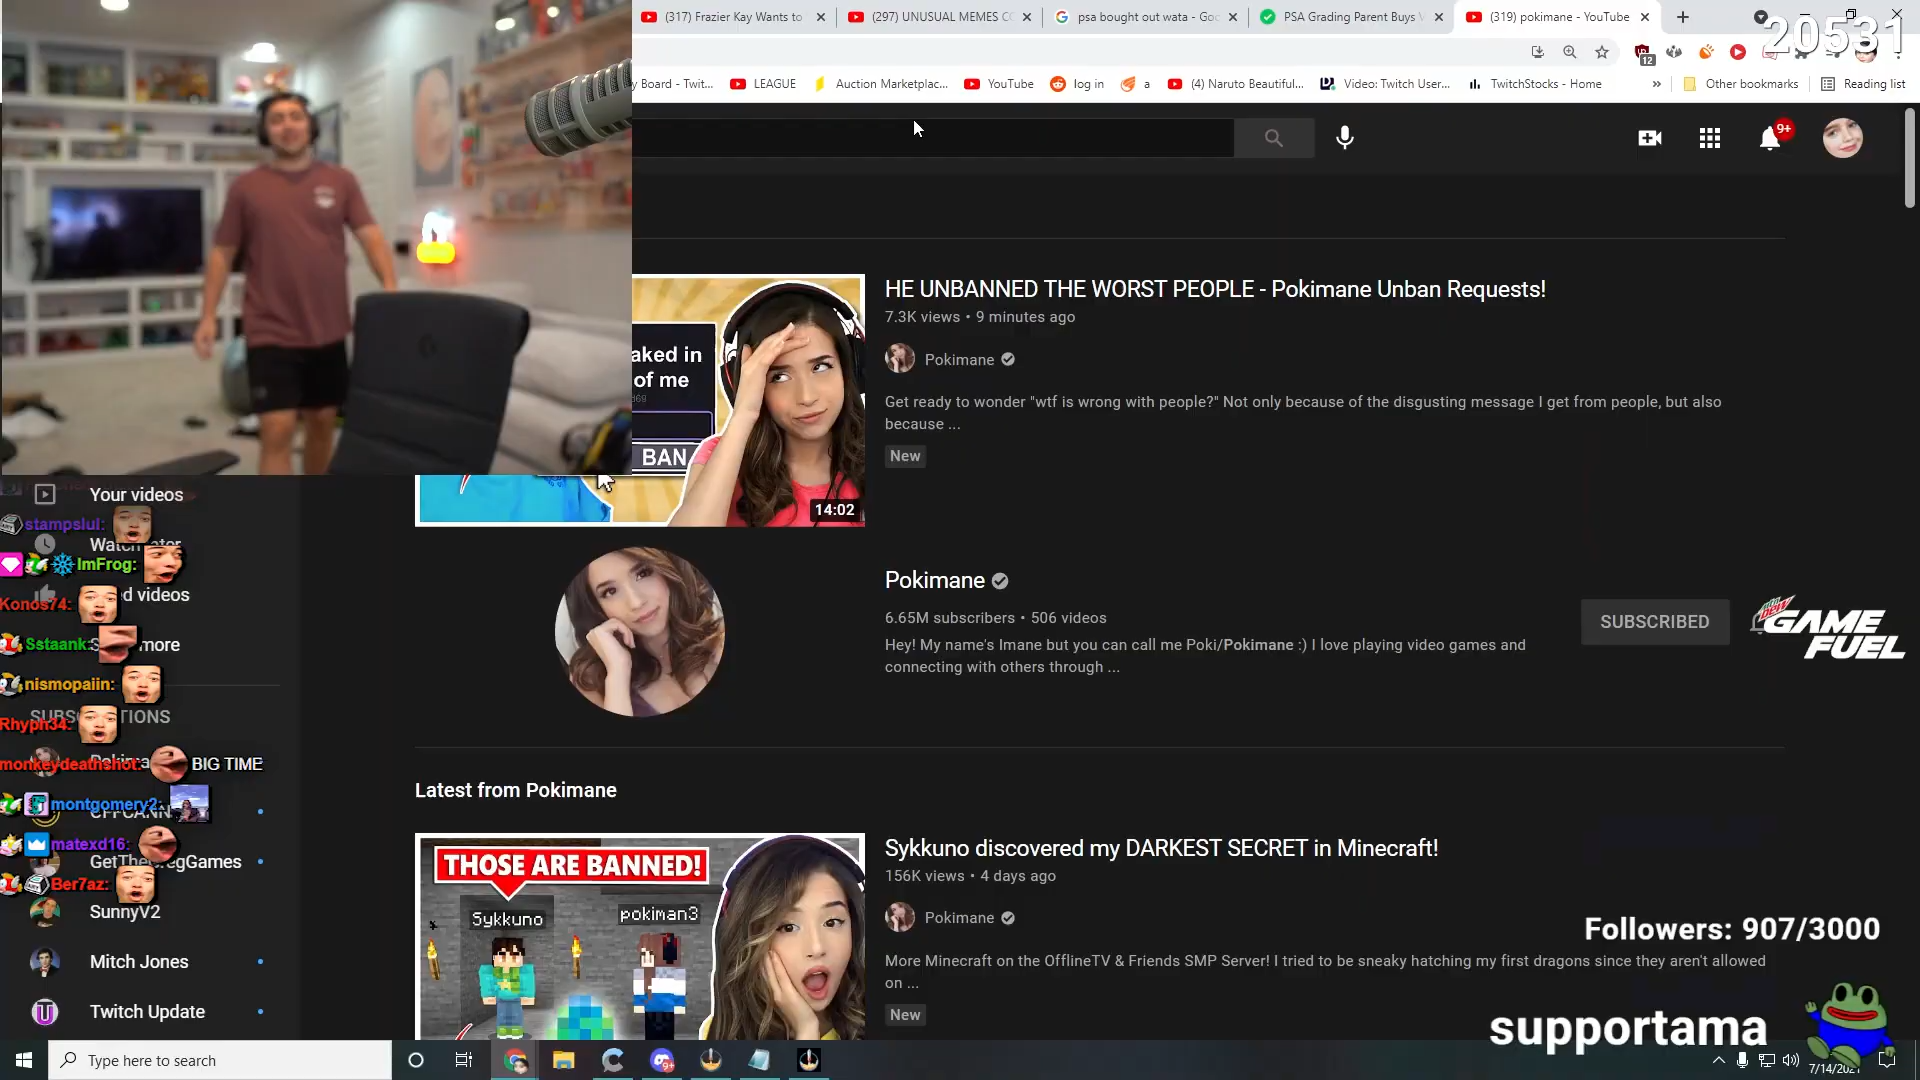 (317) Frazier Kay Wants to
(297) UNUSUAL MEMES C
psa bought out wata - Goo
PSA Grading Parent Buys
(319) pokimane - YouTube
20531
12
y Board - Twit...
LEAGUE
Auction Marketplac...
YouTube
log in
a
(4) Naruto Beautiful...
Video: Twitch User...
TwitchStocks - Home
Other bookmarks
Reading list
9+
HE UNBANNED THE WORST PEOPLE - Pokimane Unban Requests!
7.3K views • 9 minutes ago
Pokimane
Get ready to wonder "wtf is wrong with people?" Not only because of the disgusting message I get from people, but also
because ...
New
aked in
of me
BAN
14:02
Your videos
stampslul:
ImFrog:
Konos74:
d videos
Sstaank:
more
nismopaiin:
Rhyph34:
monkeydeathshot:
BIG TIME
montgomery2:
matexd16:
GetTheGregGames
Ber7az:
SunnyV2
Mitch Jones
Twitch Update
Pokimane
6.65M subscribers • 506 videos
Hey! My name's Imane but you can call me Poki/Pokimane :) I love playing video games and
connecting with others through ...
SUBSCRIBED
GAME
FUEL
Latest from Pokimane
THOSE ARE BANNED!
Sykkuno
pokiman3
Sykkuno discovered my DARKEST SECRET in Minecraft!
156K views • 4 days ago
Pokimane
More Minecraft on the OfflineTV & Friends SMP Server! I tried to be sneaky hatching my first dragons since they aren't allowed
on ...
New
Followers: 907/3000
supportama
Type here to search
9+